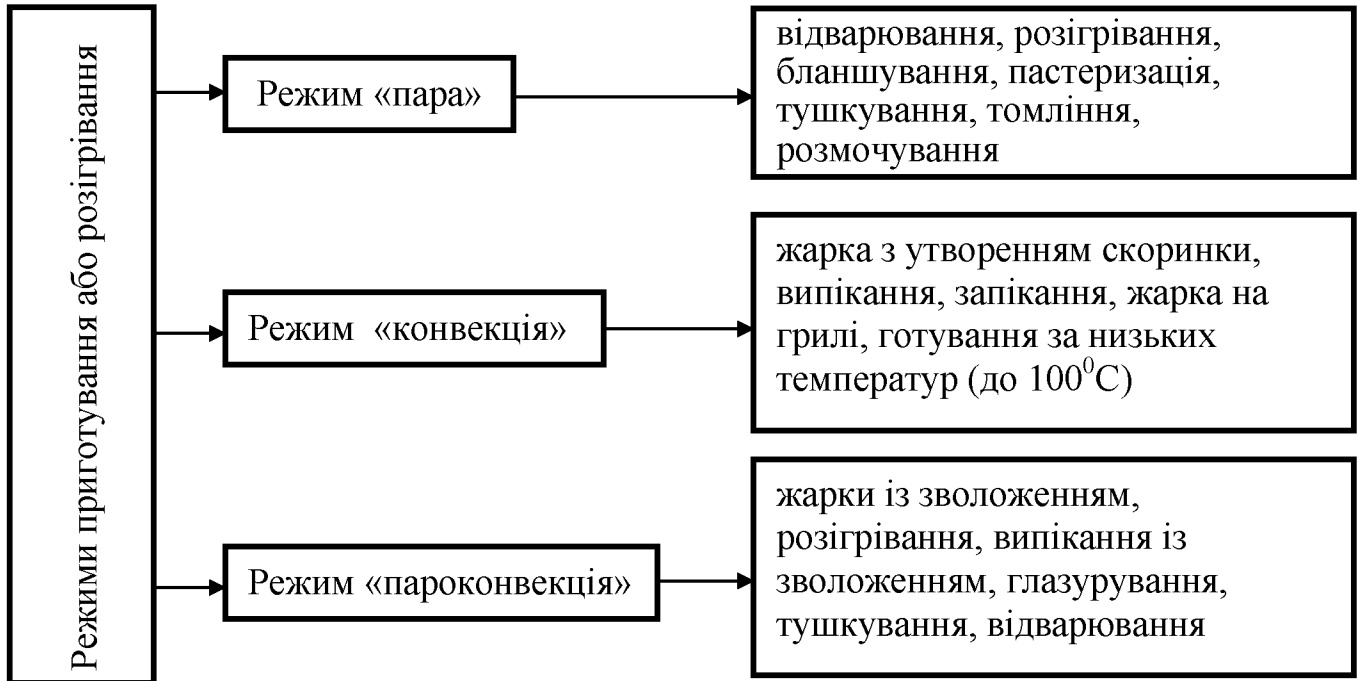 Режими приготування або розігрівання
Режим «пара»
відварювання, розігрівання,
бланшування, пастеризація,
тушкування, томління,
розмочування
Режим «конвекція»
жарка з утворенням скоринки,
випікання, запікання, жарка на
грилі, готування за низьких
температур (до 100⁰С)
Режим «пароконвекція»
жарки із зволоженням,
розігрівання, випікання із
зволоженням, глазурування,
тушкування, відварювання